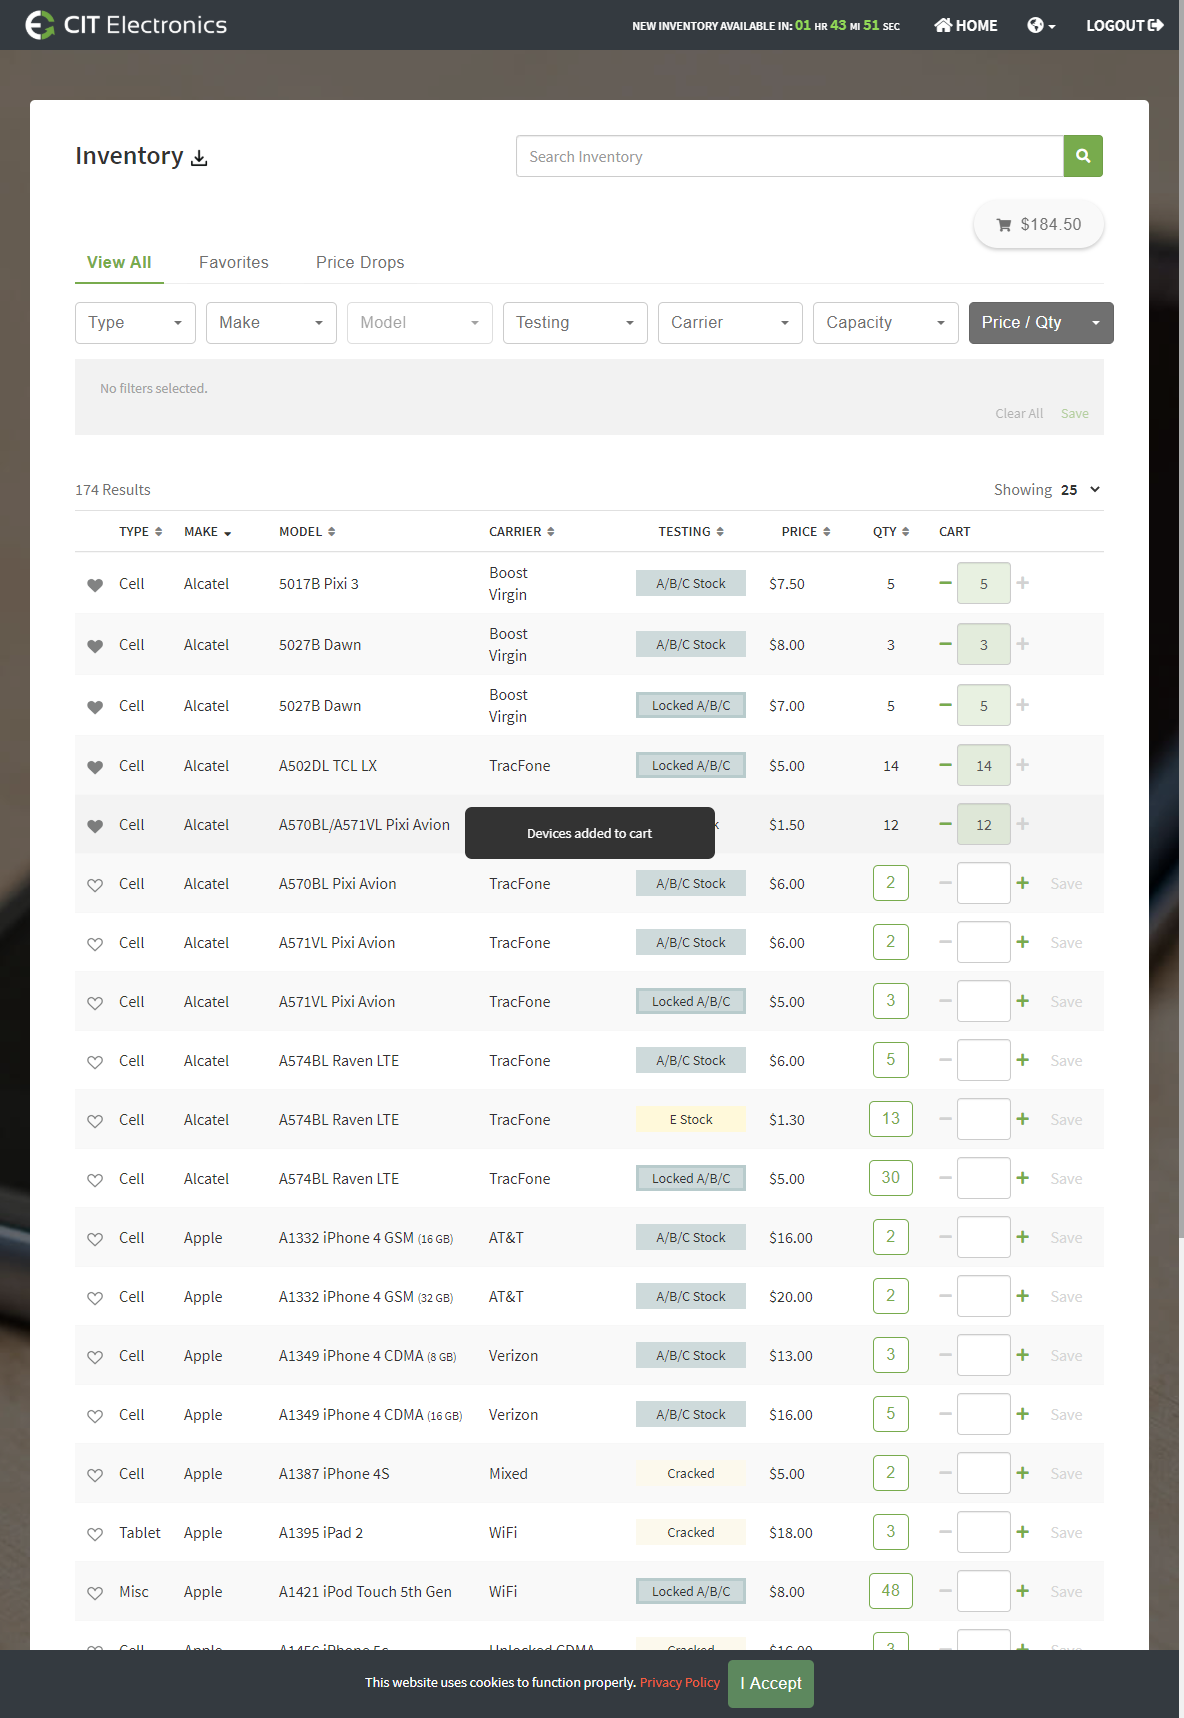 CIT Electronics
NEW INVENTORY AVAILABLE IN: 01 HR 43 MI 51 SEC
HOME
LOGOUT
Inventory
Search Inventory
$184.50
View All Favorites Price Drops
Type Make Model Testing Carrier Capacity Price / Qty
No filters selected.
Clear All Save
174 Results
Showing 25
TYPE MAKE MODEL CARRIER TESTING PRICE QTY CART
Cell Alcatel 5017B Pixi 3 Boost Virgin A/B/C Stock $7.50 5 5
Cell Alcatel 5027B Dawn Boost Virgin A/B/C Stock $8.00 3 3
Cell Alcatel 5027B Dawn Boost Virgin Locked A/B/C $7.00 5 5
Cell Alcatel A502DL TCL LX TracFone Locked A/B/C $5.00 14 14
Cell Alcatel A570BL/A571VL Pixi Avion $1.50 12 12
Devices added to cart
Cell Alcatel A570BL Pixi Avion TracFone A/B/C Stock $6.00 2 Save
Cell Alcatel A571VL Pixi Avion TracFone A/B/C Stock $6.00 2 Save
Cell Alcatel A571VL Pixi Avion TracFone Locked A/B/C $5.00 3 Save
Cell Alcatel A574BL Raven LTE TracFone A/B/C Stock $6.00 5 Save
Cell Alcatel A574BL Raven LTE TracFone E Stock $1.30 13 Save
Cell Alcatel A574BL Raven LTE TracFone Locked A/B/C $5.00 30 Save
Cell Apple A1332 iPhone 4 GSM (16 GB) AT&T A/B/C Stock $16.00 2 Save
Cell Apple A1332 iPhone 4 GSM (32 GB) AT&T A/B/C Stock $20.00 2 Save
Cell Apple A1349 iPhone 4 CDMA (8 GB) Verizon A/B/C Stock $13.00 3 Save
Cell Apple A1349 iPhone 4 CDMA (16 GB) Verizon A/B/C Stock $16.00 5 Save
Cell Apple A1387 iPhone 4S Mixed Cracked $5.00 2 Save
Tablet Apple A1395 iPad 2 WiFi Cracked $18.00 3 Save
Misc Apple A1421 iPod Touch 5th Gen WiFi Locked A/B/C $8.00 48 Save
This website uses cookies to function properly. Privacy Policy I Accept